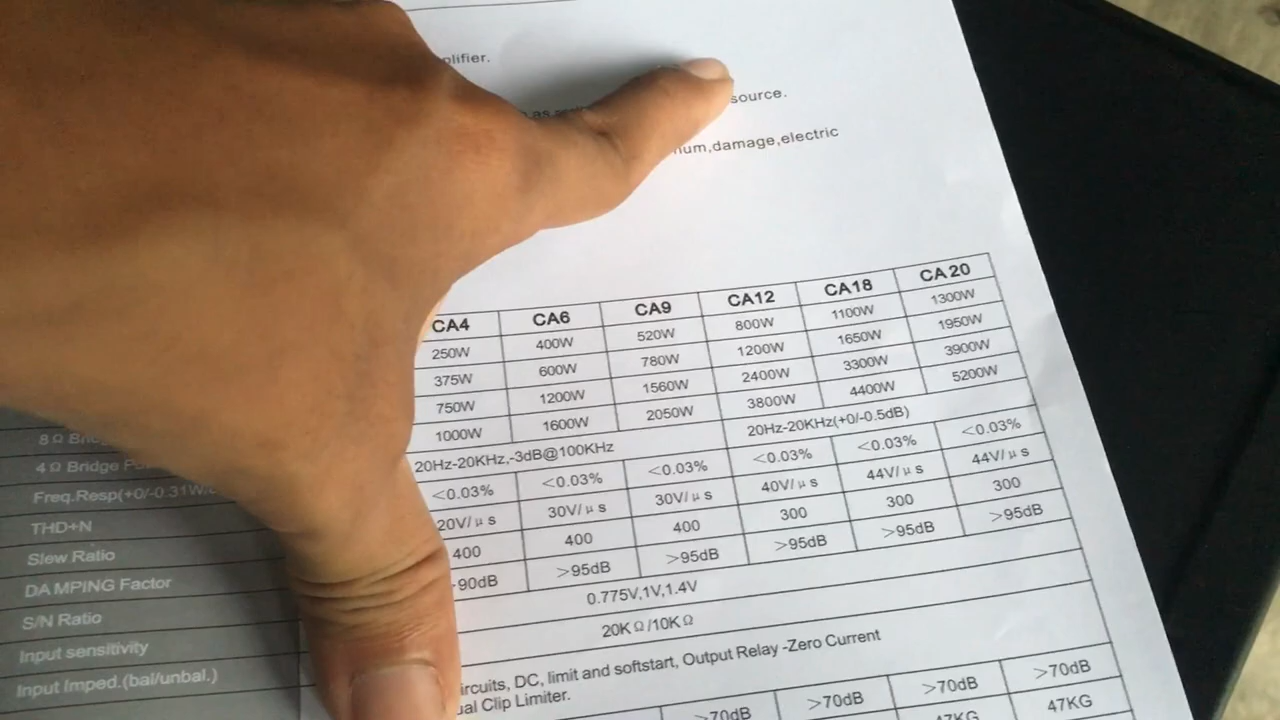 plifier.
source.
num,damage,electric
CA4 CA6 CA9 CA12 CA18 CA20
250W 400W 520W 800W 1100W 1300W
375W 600W 780W 1200W 1650W 1950W
750W 1200W 1560W 2400W 3300W 3900W
8Ω 1000W 1600W 2050W 3800W 4400W 5200W
4Ω Bridge 20Hz-20KHz,-3dB@100KHz 20Hz-20KHz(+0/-0.5dB)
Freq.Resp(+0/-0.31W. <0.03% <0.03% <0.03% <0.03% <0.03% <0.03%
THD+N 20V/μs 30V/μs 30V/μs 40V/μs 44V/μs 44V/μs
Slew Ratio 400 400 400 300 300 300
DAMPING Factor >90dB >95dB >95dB >95dB >95dB >95dB
S/N Ratio 0.775V,1V,1.4V
Input sensitivity 20KΩ/10KΩ
Input Imped.(bal/unbal.) ircuits, DC, limit and softstart, Output Relay -Zero Current
ual Clip Limiter.
>70dB >70dB >70dB >70dB
47KG 47KG